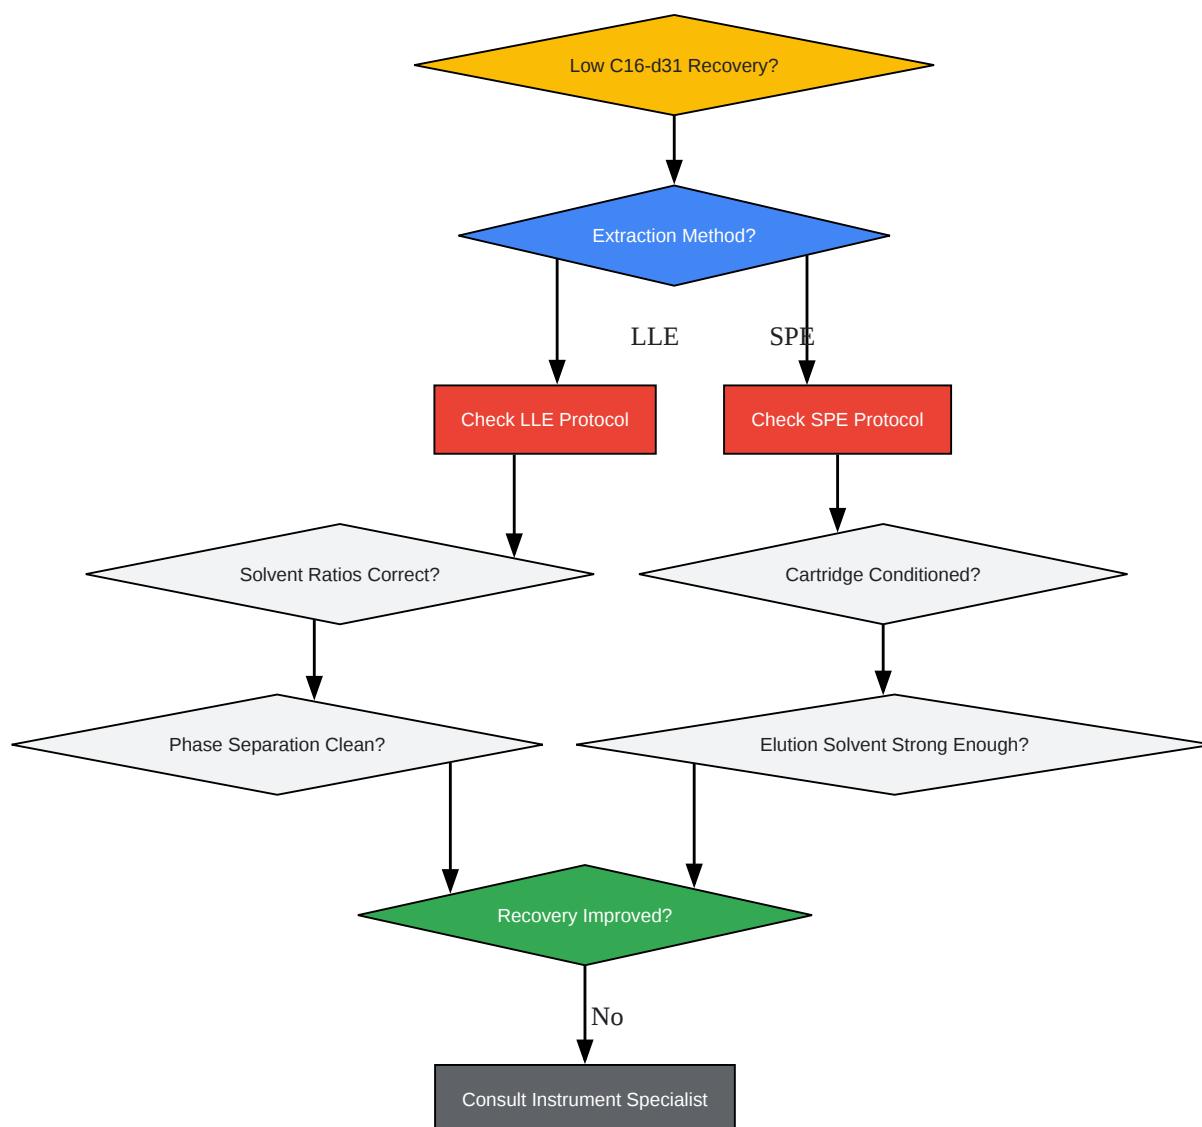 Low C16-d31 Recovery?
Extraction Method?
LLE
SPE
Check LLE Protocol
Check SPE Protocol
Solvent Ratios Correct?
Cartridge Conditioned?
Phase Separation Clean?
Elution Solvent Strong Enough?
Recovery Improved?
No
Consult Instrument Specialist